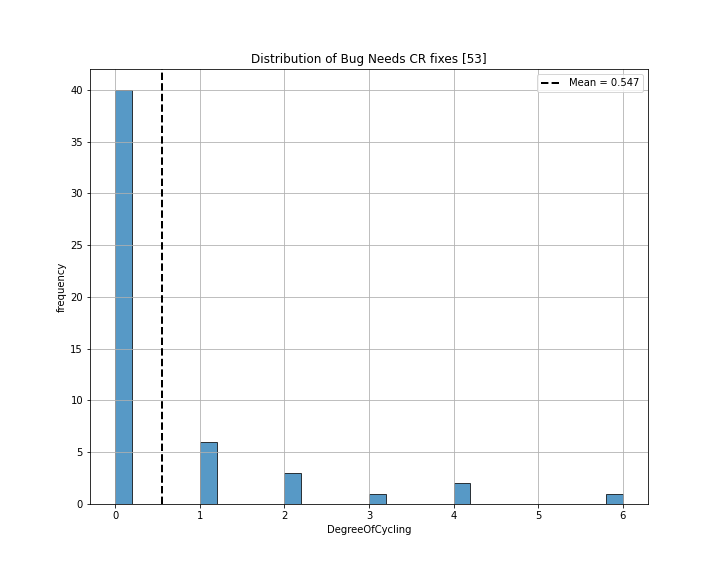 Distribution of Bug Needs CR fixes [53]
Mean = 0.547
40
35
30
25
20
15
10
5
0
frequency
0 1 2 3 4 5 6
DegreeOfCycling